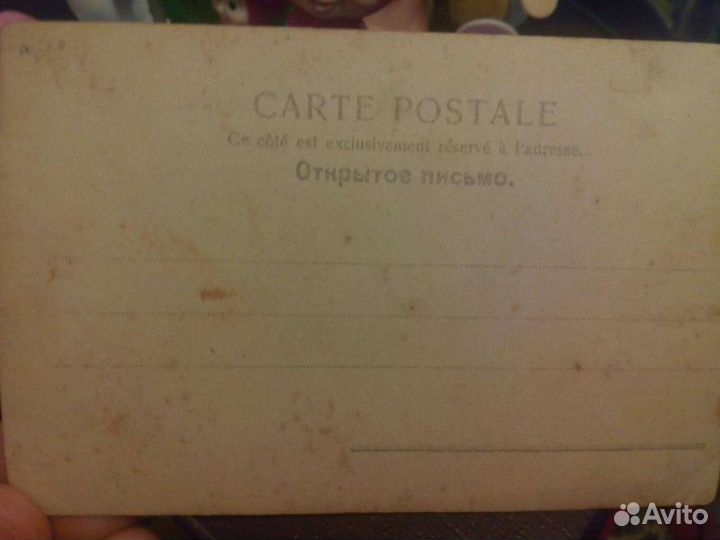 CARTE POSTALE
Ce côté est exclusivement réservé à l'adresse.
Открытое письмо.
Avito